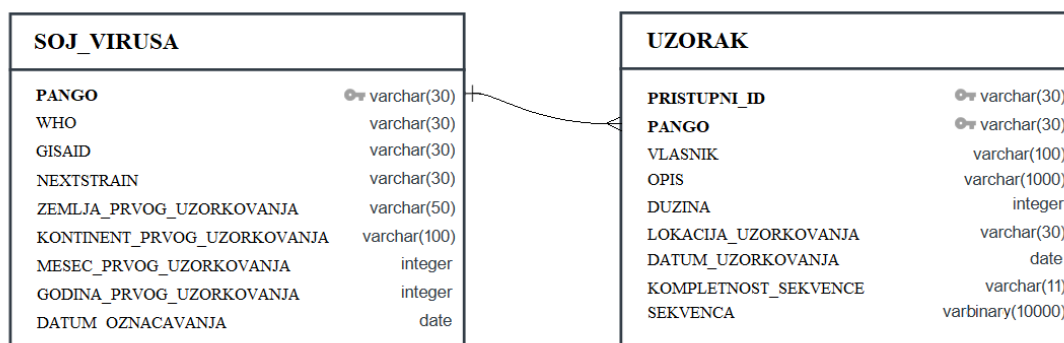 SOJ_VIRUSA
PANGO varchar(30)
WHO varchar(30)
GISAID varchar(30)
NEXTSTRAIN varchar(30)
ZEMLJA_PRVOG_UZORKOVANJA varchar(50)
KONTINENT_PRVOG_UZORKOVANJA varchar(100)
MESEC_PRVOG_UZORKOVANJA integer
GODINA_PRVOG_UZORKOVANJA integer
DATUM_OZNACAVANJA date
UZORAK
PRISTUPNI_ID varchar(30)
PANGO varchar(30)
VLASNIK varchar(100)
OPIS varchar(1000)
DUZINA integer
LOKACIJA_UZORKOVANJA varchar(30)
DATUM_UZORKOVANJA date
KOMPLETNOST_SEKVENCE varchar(11)
SEKVENCA varbinary(10000)